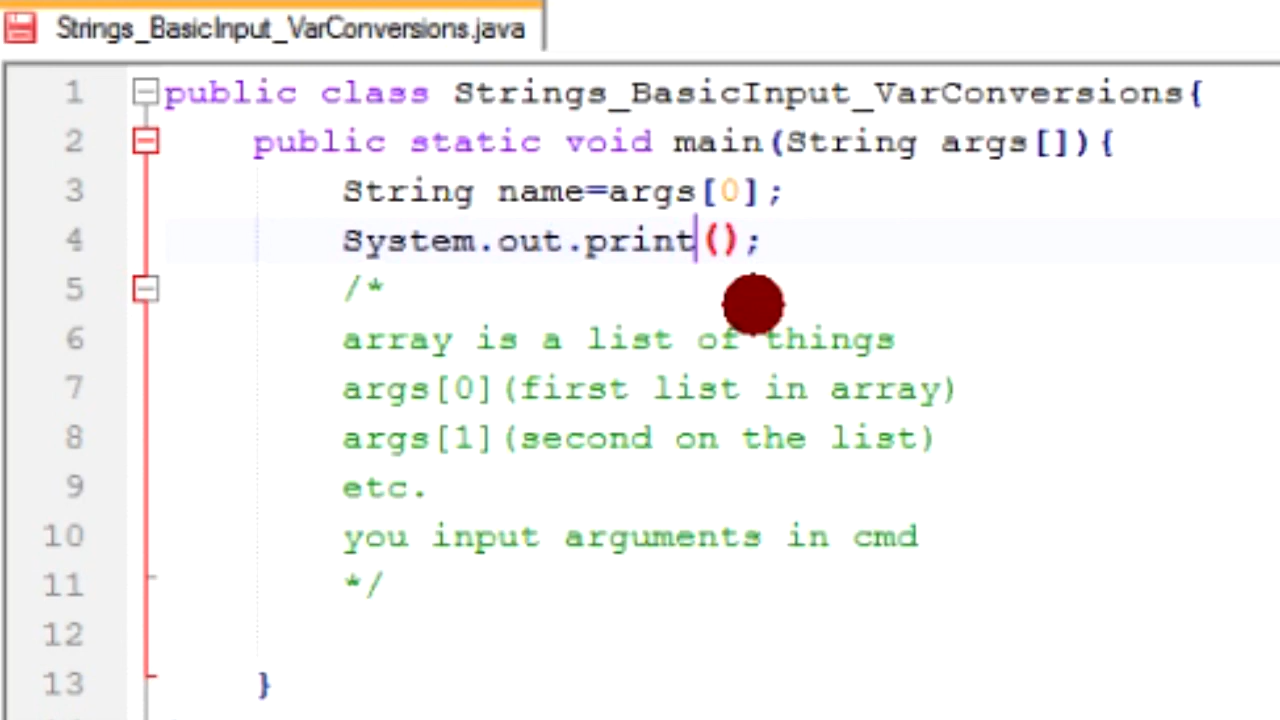 Strings_BasicInput_VarConversions.java
1 public class Strings_BasicInput_VarConversions{
2 public static void main(String args[]){
3 String name=args[0];
4 System.out.print();
5 /*
6 array is a list of things
7 args[0](first list in array)
8 args[1](second on the list)
9 etc.
10 you input arguments in cmd
11 */
12
13 }